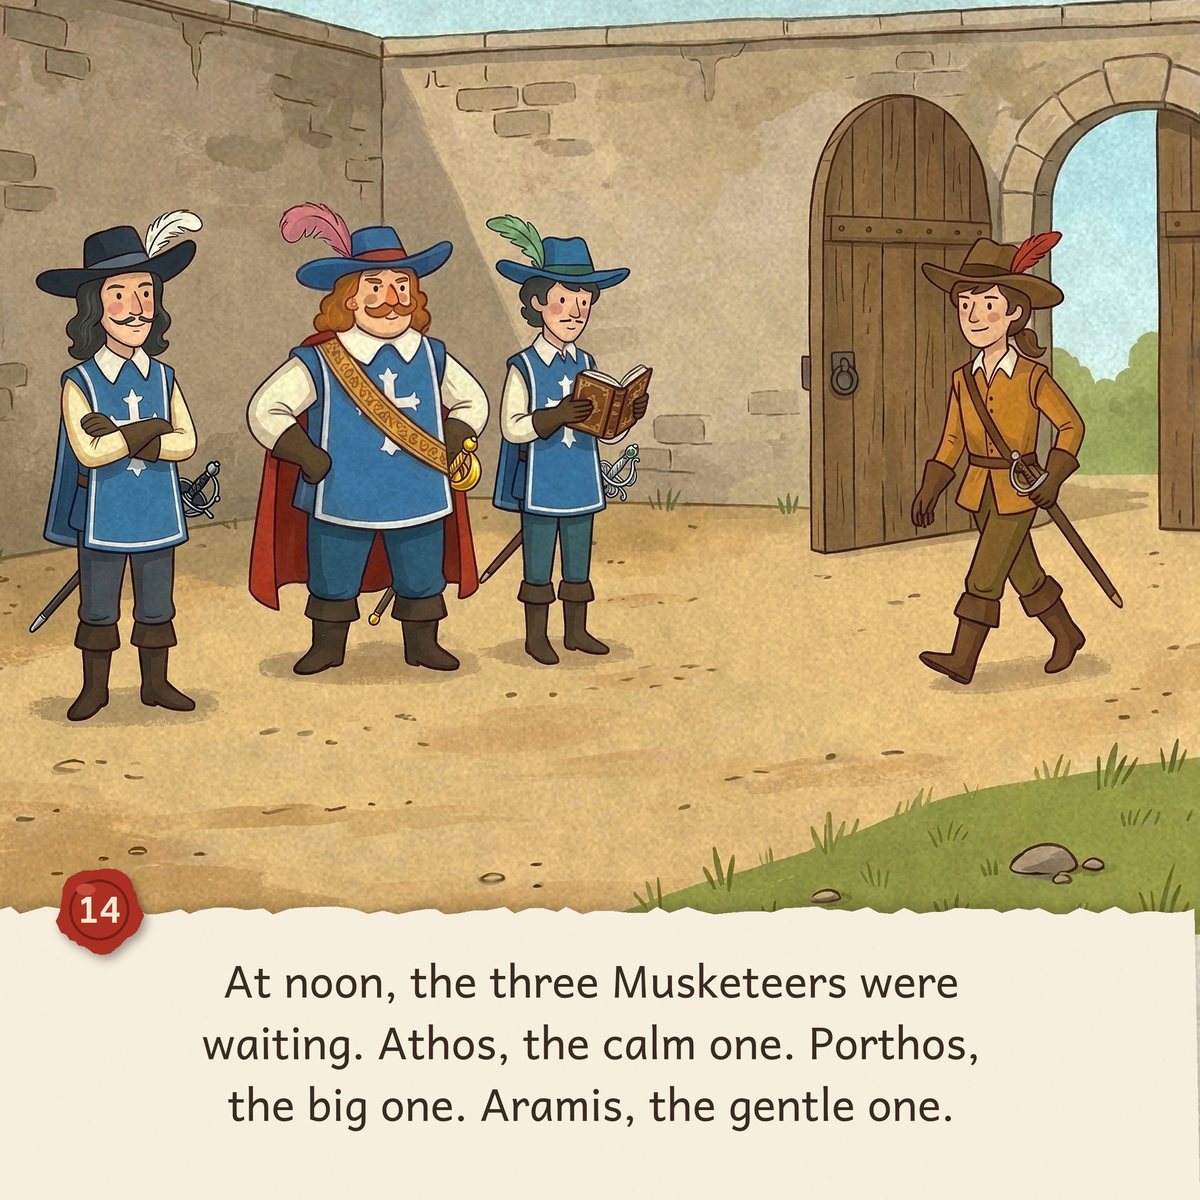 14
At noon, the three Musketeers were
waiting. Athos, the calm one. Porthos,
the big one. Aramis, the gentle one.